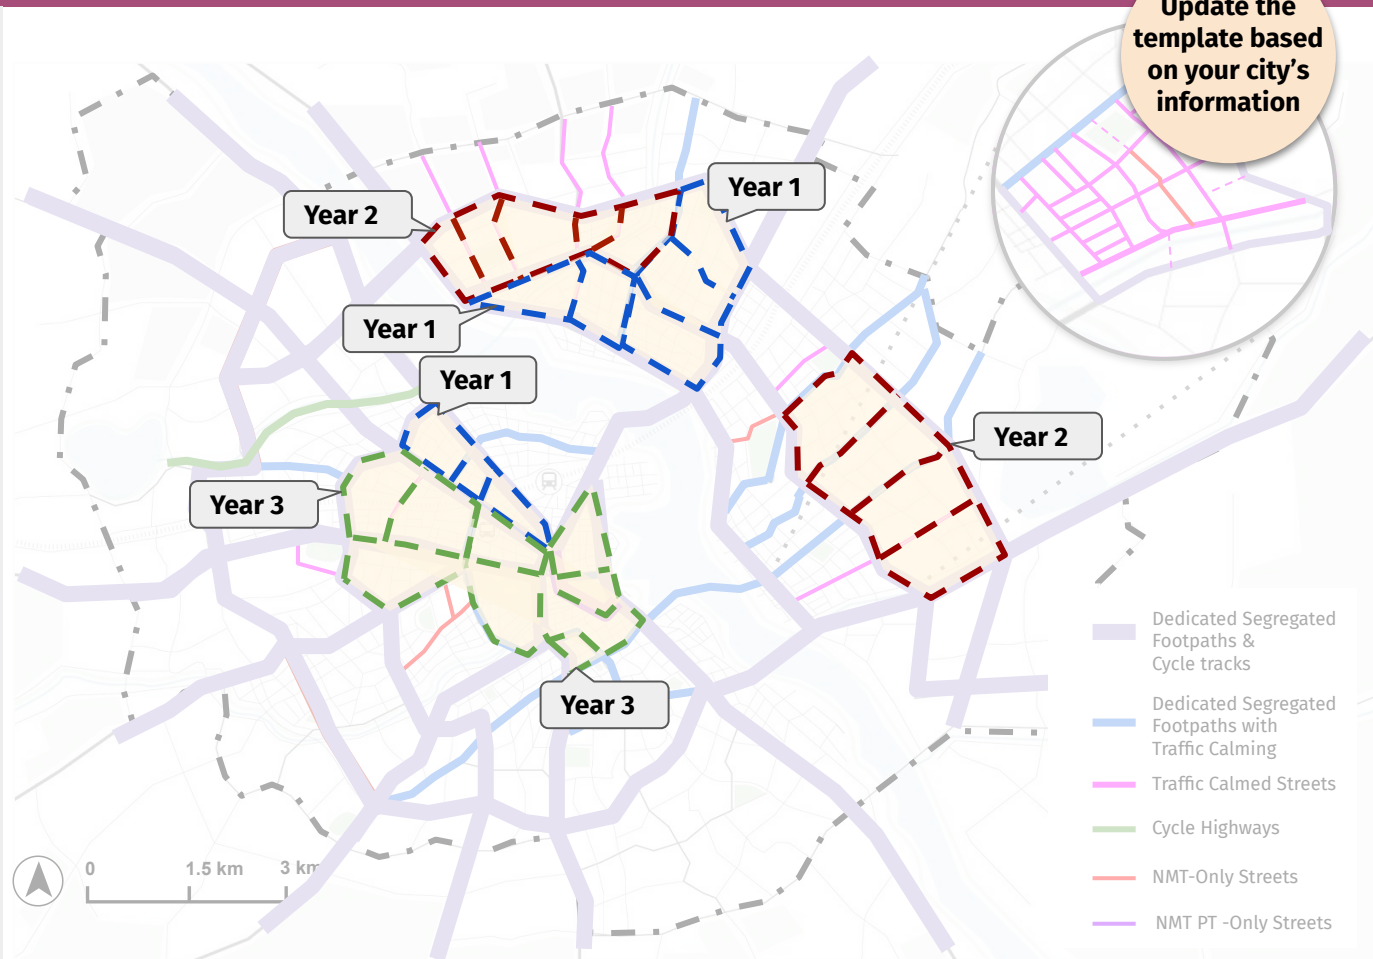 Update the
template based
on your city’s
information
Year 1
Year 2
Year 1
Year 1
Year 2
Year 3
Year 3
Dedicated Segregated
Footpaths &
Cycle tracks
Dedicated Segregated
Footpaths with
Traffic Calming
Traffic Calmed Streets
Cycle Highways
NMT-Only Streets
NMT PT -Only Streets
0 1.5 km 3 km